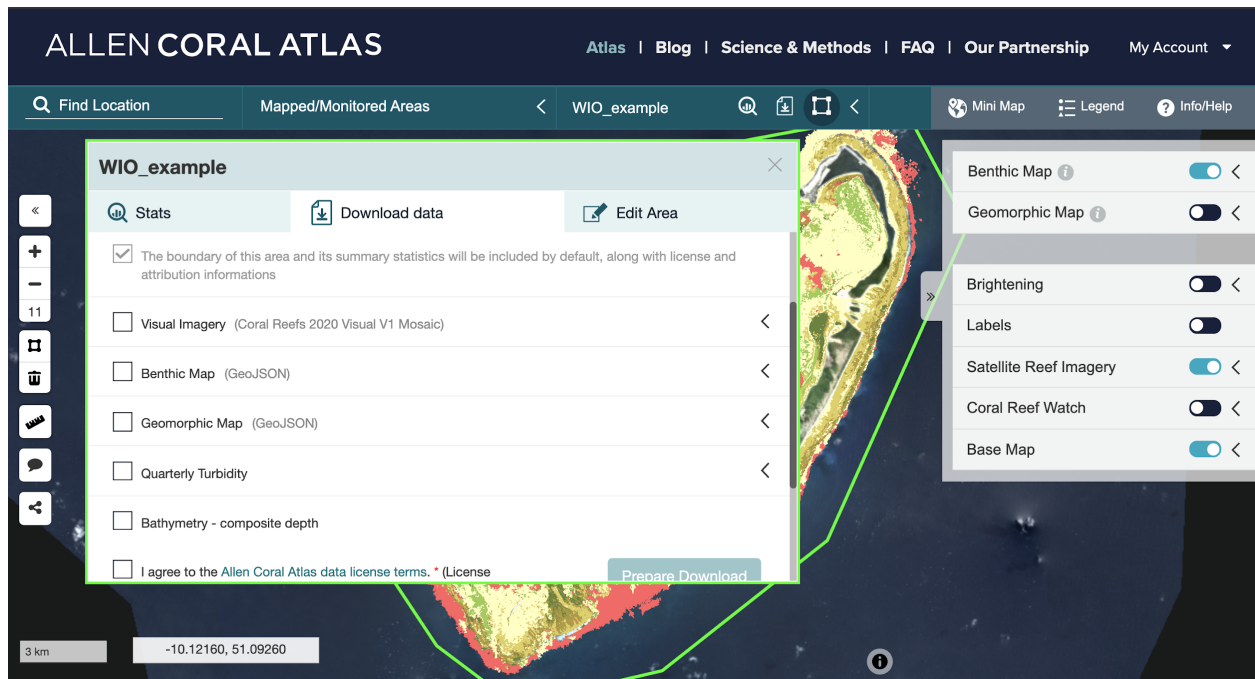 ALLEN CORAL ATLAS
Atlas | Blog | Science & Methods | FAQ | Our Partnership My Account
Find Location
Mapped/Monitored Areas
WIO_example
Mini Map
Legend
Info/Help
WIO_example
Stats
Download data
Edit Area
The boundary of this area and its summary statistics will be included by default, along with license and
attribution informations
Visual Imagery (Coral Reefs 2020 Visual V1 Mosaic)
Benthic Map (GeoJSON)
Geomorphic Map (GeoJSON)
Quarterly Turbidity
Bathymetry - composite depth
I agree to the Allen Coral Atlas data license terms. * (License
Prepare Download
11
Benthic Map
Geomorphic Map
Brightening
Labels
Satellite Reef Imagery
Coral Reef Watch
Base Map
3 km
-10.12160, 51.09260